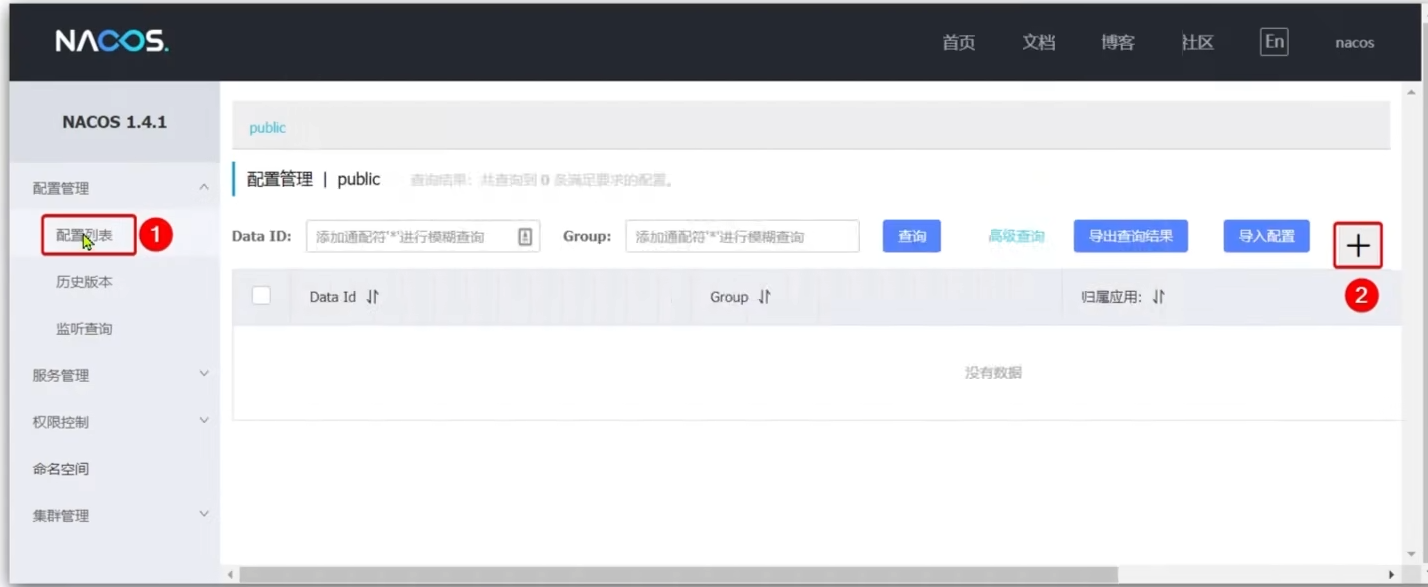 NACOS.
首页 文档 博客 社区 En nacos
NACOS 1.4.1
public
配置管理
配置管理 | public 查询结果：共查询到 0 条满足要求的配置。
配置列表 1
Data ID: 添加通配符'*'进行模糊查询 Group: 添加通配符'*'进行模糊查询 查询 高级查询 导出查询结果 导入配置 +
2
历史版本
Data Id Group 归属应用:
监听查询
没有数据
服务管理
权限控制
命名空间
集群管理